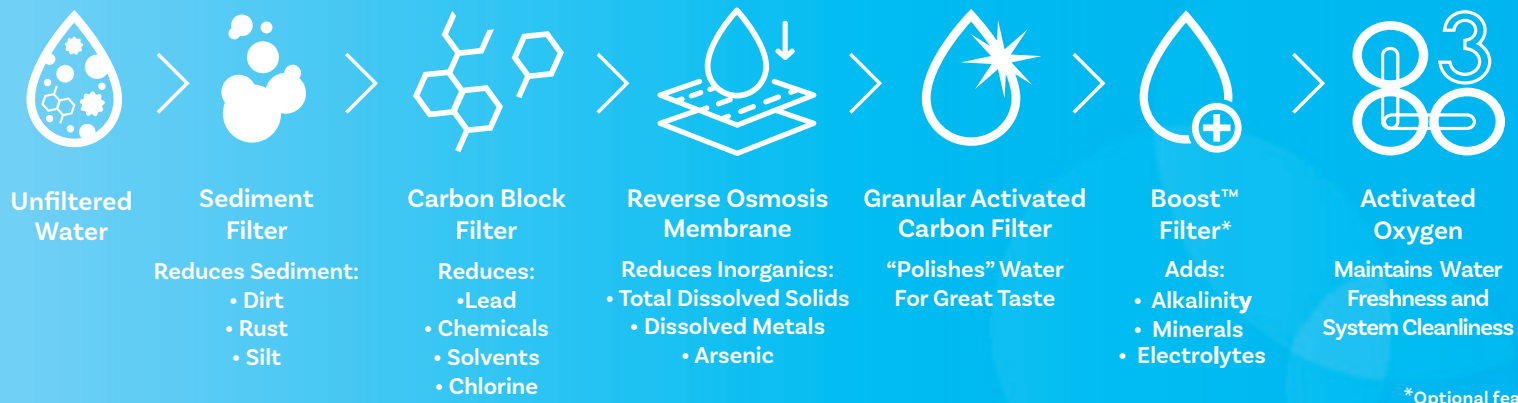 Unfiltered
Water
Sediment
Filter
Reduces Sediment:
• Dirt
• Rust
• Silt
Carbon Block
Filter
Reduces:
•Lead
• Chemicals
• Solvents
• Chlorine
Reverse Osmosis
Membrane
Reduces Inorganics:
• Total Dissolved Solids
• Dissolved Metals
• Arsenic
Granular Activated
Carbon Filter
“Polishes” Water
For Great Taste
Boost™
Filter*
Adds:
• Alkalinity
• Minerals
• Electrolytes
3
Activated
Oxygen
Maintains Water
Freshness and
System Cleanliness
*Optional